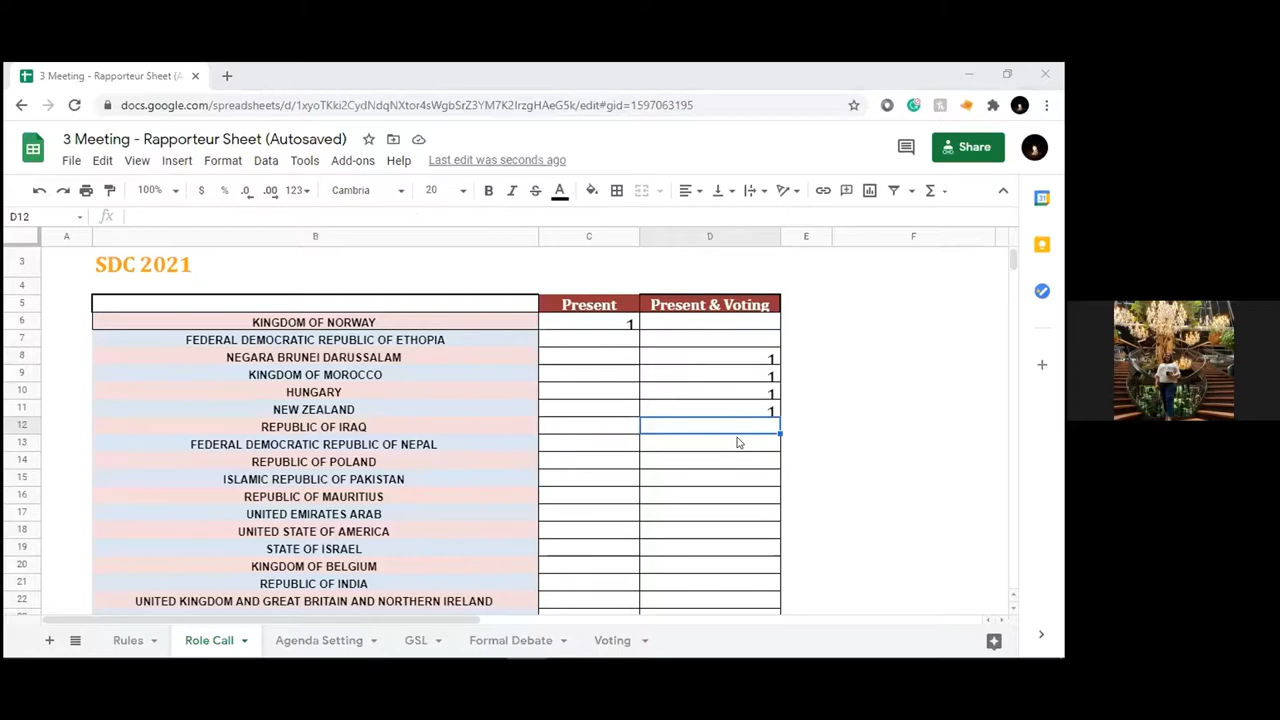 3 Meeting - Rapporteur Sheet (A
docs.google.com/spreadsheets/d/1xyoTKki2CydNdqNXtor4sWgbSrZ3YM7K2IrzgHAeG5k/edit#gid=1597063195
3 Meeting - Rapporteur Sheet (Autosaved)
File Edit View Insert Format Data Tools Add-ons Help Last edit was seconds ago
Share
100% $ % .0 .00 123 Cambria 20 B I S A Σ
D12 fx
A B C D E F
3 SDC 2021
4
5 Present Present & Voting
6 KINGDOM OF NORWAY 1
7 FEDERAL DEMOCRATIC REPUBLIC OF ETHOPIA
8 NEGARA BRUNEI DARUSSALAM 1
9 KINGDOM OF MOROCCO 1
10 HUNGARY 1
11 NEW ZEALAND 1
12 REPUBLIC OF IRAQ
13 FEDERAL DEMOCRATIC REPUBLIC OF NEPAL
14 REPUBLIC OF POLAND
15 ISLAMIC REPUBLIC OF PAKISTAN
16 REPUBLIC OF MAURITIUS
17 UNITED EMIRATES ARAB
18 UNITED STATE OF AMERICA
19 STATE OF ISRAEL
20 KINGDOM OF BELGIUM
21 REPUBLIC OF INDIA
22 UNITED KINGDOM AND GREAT BRITAIN AND NORTHERN IRELAND
Rules Role Call Agenda Setting GSL Formal Debate Voting